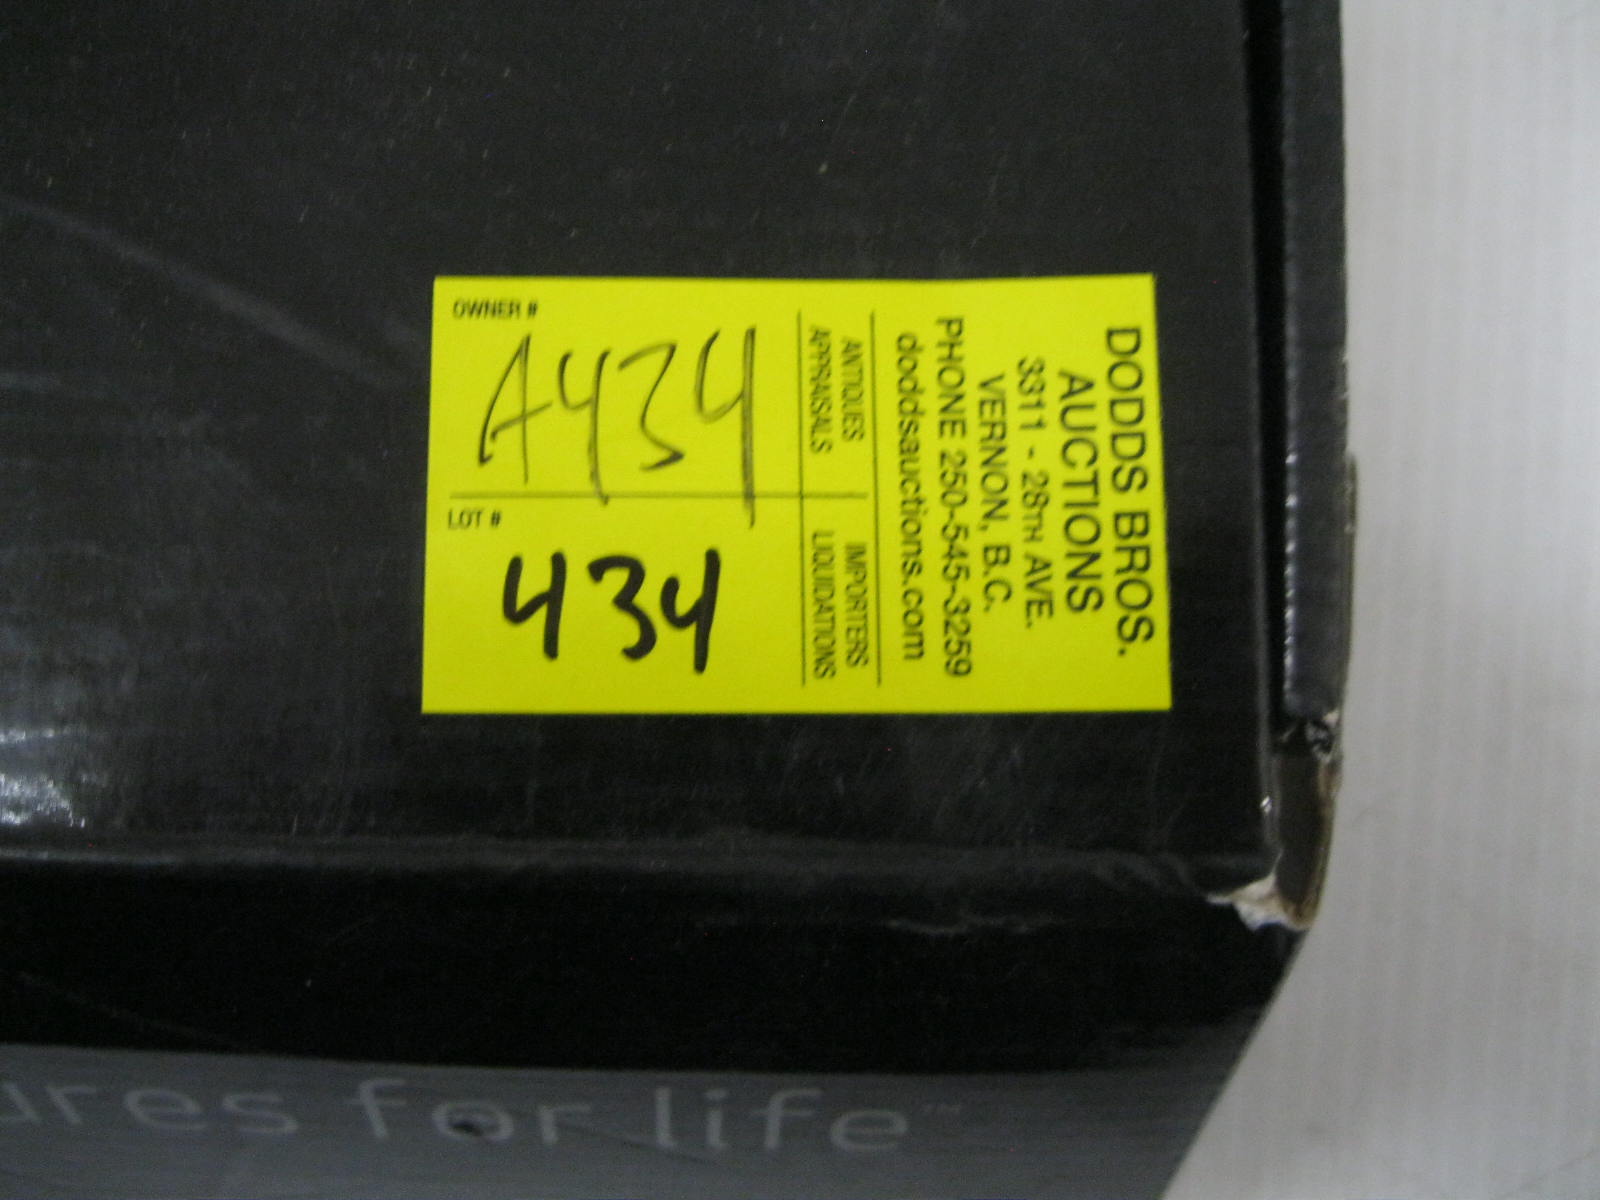 OWNER #
A434
LOT #
434
DODDS BROS.
AUCTIONS
3311 - 28TH AVE.
VERNON, B.C.
PHONE 250-545-3259
doddsauctions.com
ANTIQUES IMPORTERS
APPRAISALS LIQUIDATIONS
for life™